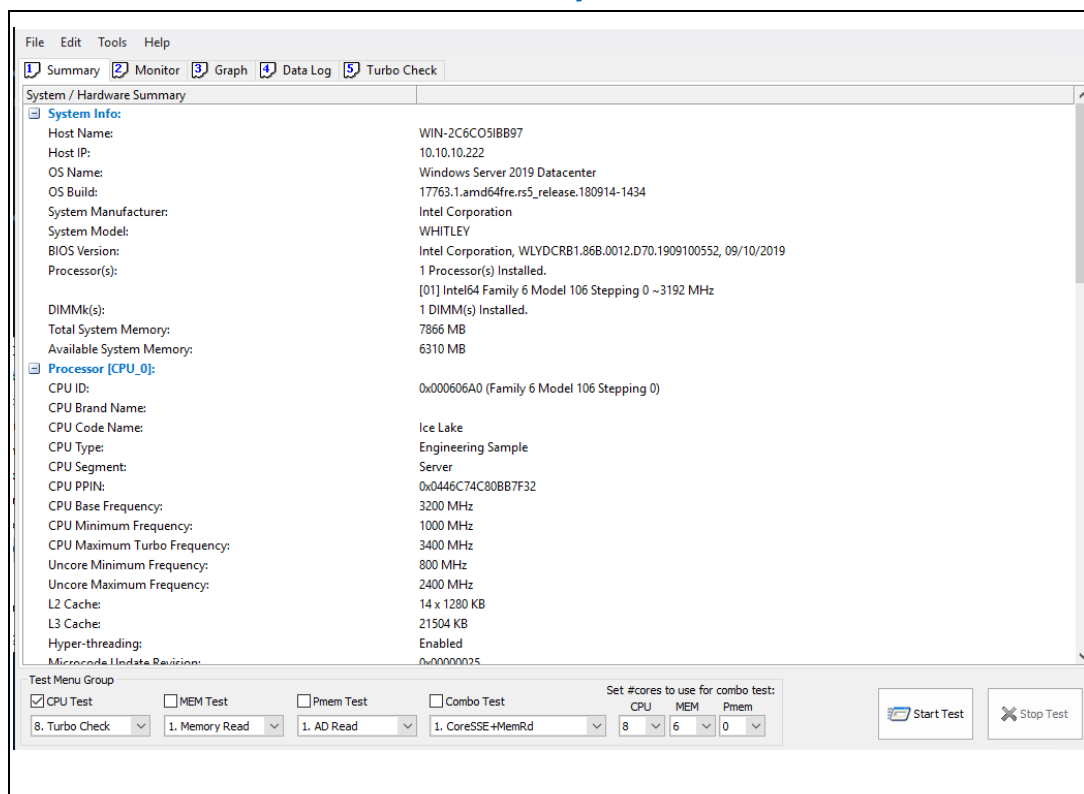 File Edit Tools Help
1 Summary 2 Monitor 3 Graph 4 Data Log 5 Turbo Check
System / Hardware Summary
System Info:
Host Name: WIN-2C6CO5IBB97
Host IP: 10.10.10.222
OS Name: Windows Server 2019 Datacenter
OS Build: 17763.1.amd64fre.rs5_release.180914-1434
System Manufacturer: Intel Corporation
System Model: WHITLEY
BIOS Version: Intel Corporation, WLYDCRB1.86B.0012.D70.1909100552, 09/10/2019
Processor(s): 1 Processor(s) Installed.
[01] Intel64 Family 6 Model 106 Stepping 0 ~3192 MHz
DIMMk(s): 1 DIMM(s) Installed.
Total System Memory: 7866 MB
Available System Memory: 6310 MB
Processor [CPU_0]:
CPU ID: 0x000606A0 (Family 6 Model 106 Stepping 0)
CPU Brand Name:
CPU Code Name: Ice Lake
CPU Type: Engineering Sample
CPU Segment: Server
CPU PPIN: 0x0446C74C80BB7F32
CPU Base Frequency: 3200 MHz
CPU Minimum Frequency: 1000 MHz
CPU Maximum Turbo Frequency: 3400 MHz
Uncore Minimum Frequency: 800 MHz
Uncore Maximum Frequency: 2400 MHz
L2 Cache: 14 x 1280 KB
L3 Cache: 21504 KB
Hyper-threading: Enabled
Microcode Update Revision: 0x00000025
Test Menu Group
CPU Test MEM Test Pmem Test Combo Test
Set #cores to use for combo test:
CPU MEM Pmem
8. Turbo Check 1. Memory Read 1. AD Read 1. CoreSSE+MemRd 8 6 0
Start Test Stop Test